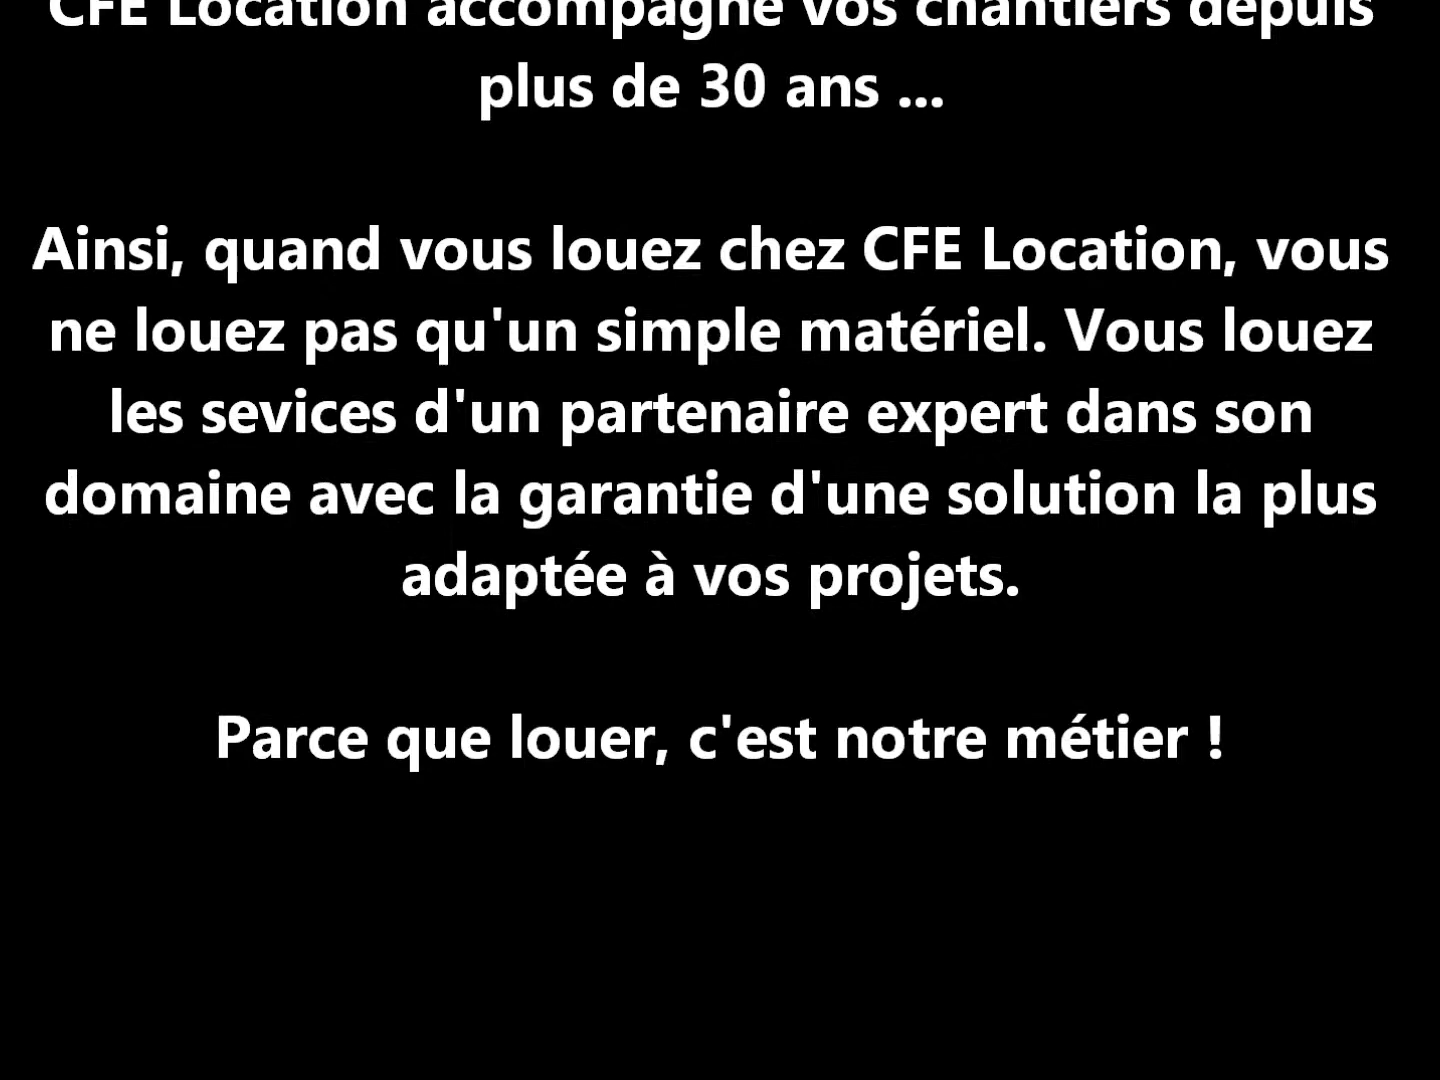 CFE Location accompagne vos chantiers depuis
plus de 30 ans ...
Ainsi, quand vous louez chez CFE Location, vous
ne louez pas qu'un simple matériel. Vous louez
les sevices d'un partenaire expert dans son
domaine avec la garantie d'une solution la plus
adaptée à vos projets.
Parce que louer, c'est notre métier !